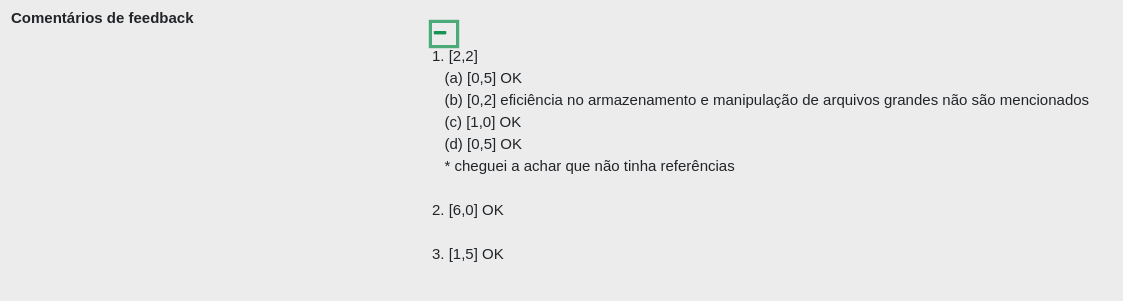 Comentários de feedback
1. [2,2]
(a) [0,5] OK
(b) [0,2] eficiência no armazenamento e manipulação de arquivos grandes não são mencionados
(c) [1,0] OK
(d) [0,5] OK
* cheguei a achar que não tinha referências
2. [6,0] OK
3. [1,5] OK